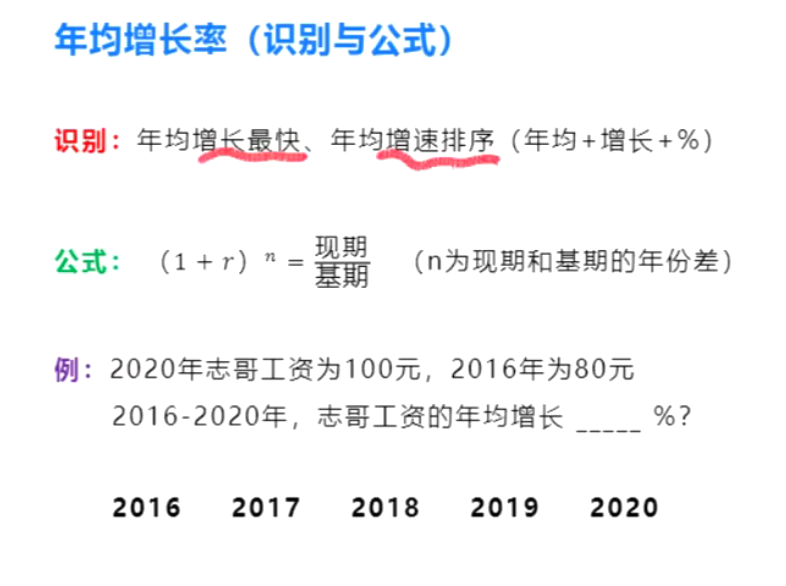 年均增长率（识别与公式）
识别：年均增长最快、年均增速排序（年均+增长+%）
公式：（1 + r）ⁿ = 现期/基期 （n为现期和基期的年份差）
例：2020年志哥工资为100元，2016年为80元
2016-2020年，志哥工资的年均增长 _____ %？
2016 2017 2018 2019 2020